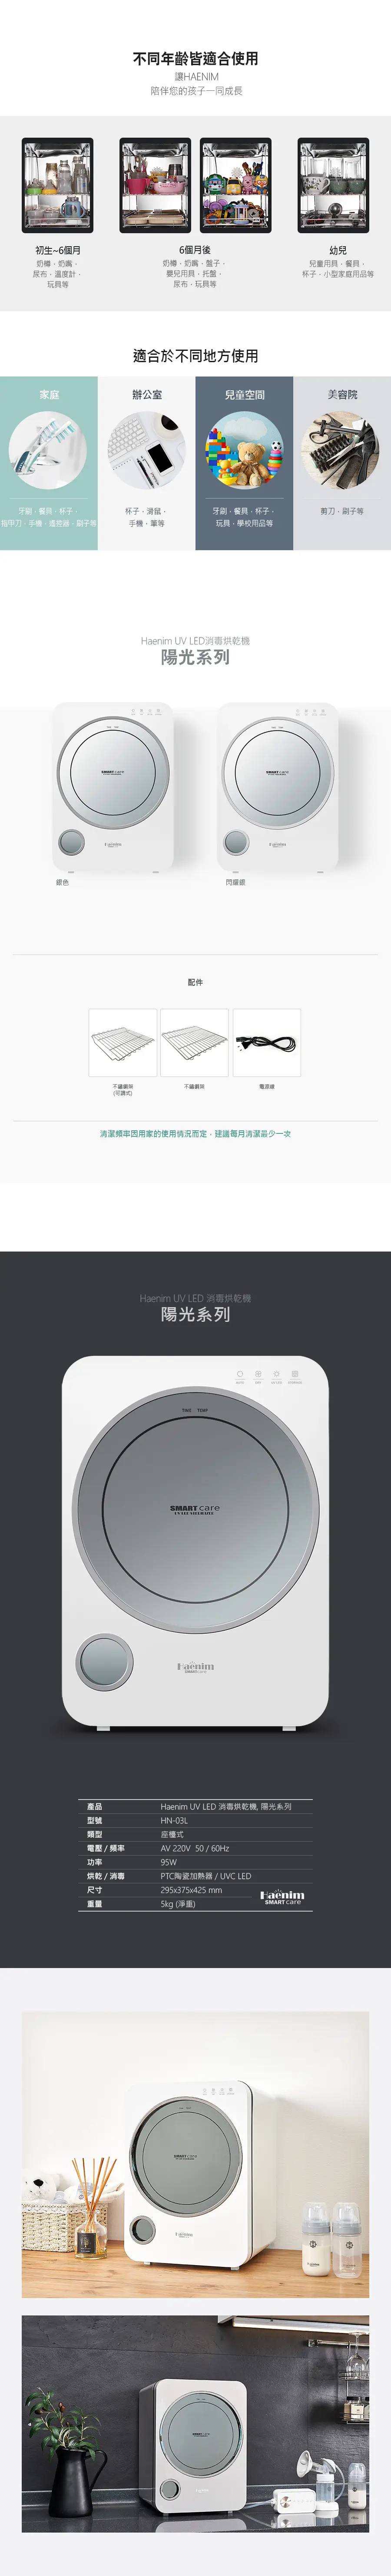 不同年齡皆適合使用
讓HAENIM
陪伴您的孩子一同成長
初生~6個月
奶樽、奶嘴、
尿布、溫度計、
玩具等
6個月後
奶樽、奶嘴、盤子、
嬰兒用具、托盤、
尿布、玩具等
幼兒
兒童用具、餐具、
杯子、小型家庭用品等
適合於不同地方使用
家庭
牙刷、餐具、杯子、
指甲刀、手機、遙控器、刷子等
辦公室
杯子、滑鼠、
手機、筆等
兒童空間
牙刷、餐具、杯子、
玩具、學校用品等
美容院
剪刀、刷子等
Haenim UV LED消毒烘乾機
陽光系列
SMART care
Haenim
SMART care
Haenim
銀色
閃耀銀
配件
不鏽鋼架
(可調式)
不鏽鋼架
電源線
清潔頻率因用家的使用情況而定，建議每月清潔最少一次
Haenim UV LED 消毒烘乾機
陽光系列
AUTO DRY UV LED STORAGE
TIME TEMP
SMART care
UV LED STERILIZER
Haenim
SMART care
產品 Haenim UV LED 消毒烘乾機, 陽光系列
型號 HN-03L
類型 座檯式
電壓 / 頻率 AV 220V 50 / 60Hz
功率 95W
烘乾 / 消毒 PTC陶瓷加熱器 / UVC LED
尺寸 295x375x425 mm
重量 5kg (淨重)
Haenim
SMART care
SMART care
Haenim
SMART care